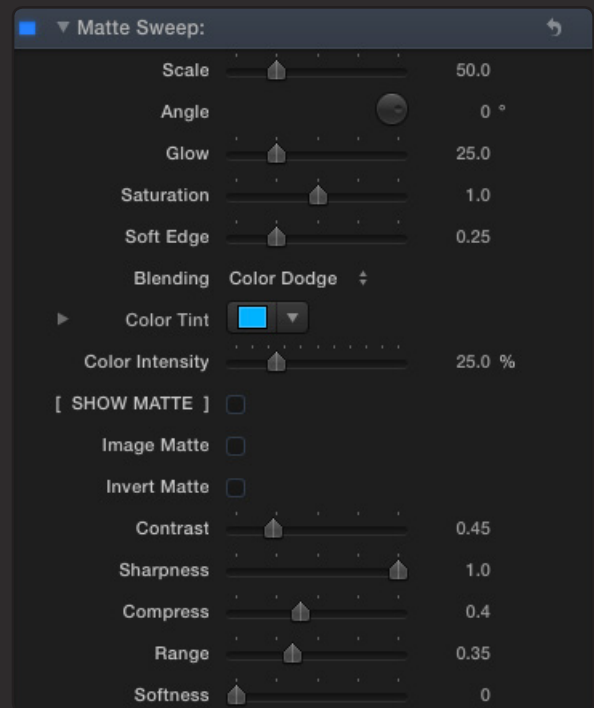 Matte Sweep:
Scale 50.0
Angle 0 °
Glow 25.0
Saturation 1.0
Soft Edge 0.25
Blending Color Dodge
Color Tint
Color Intensity 25.0 %
[ SHOW MATTE ]
Image Matte
Invert Matte
Contrast 0.45
Sharpness 1.0
Compress 0.4
Range 0.35
Softness 0